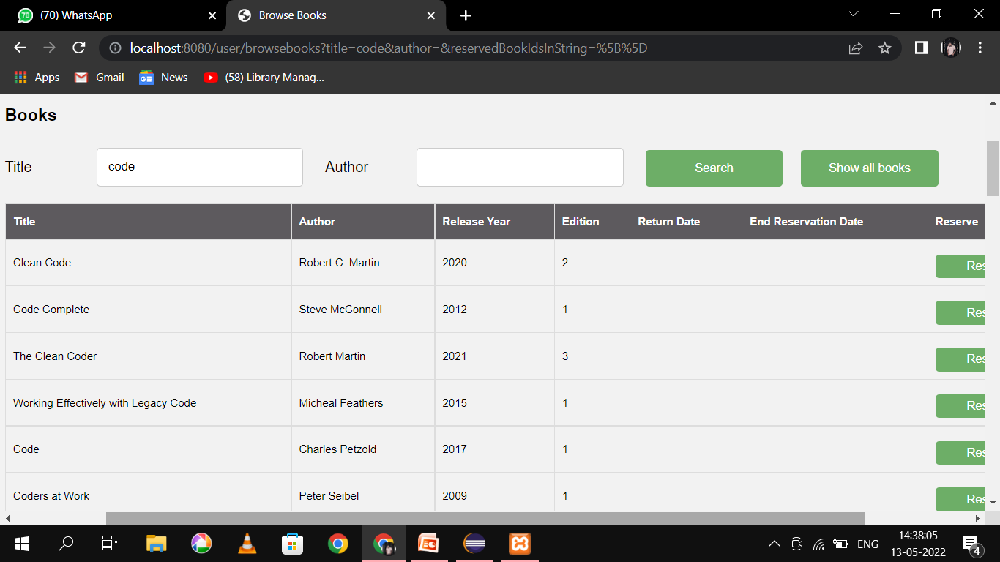 70 (70) WhatsApp Browse Books
localhost:8080/user/browsebooks?title=code&author=&reservedBookIdsInString=%5B%5D
Apps Gmail GE News (58) Library Manag...
Books
Title code Author Search Show all books
Title Author Release Year Edition Return Date End Reservation Date Reserve
Clean Code Robert C. Martin 2020 2 Res
Code Complete Steve McConnell 2012 1 Res
The Clean Coder Robert Martin 2021 3 Res
Working Effectively with Legacy Code Micheal Feathers 2015 1 Res
Code Charles Petzold 2017 1 Res
Coders at Work Peter Seibel 2009 1 Res
ENG 14:38:05
13-05-2022 4